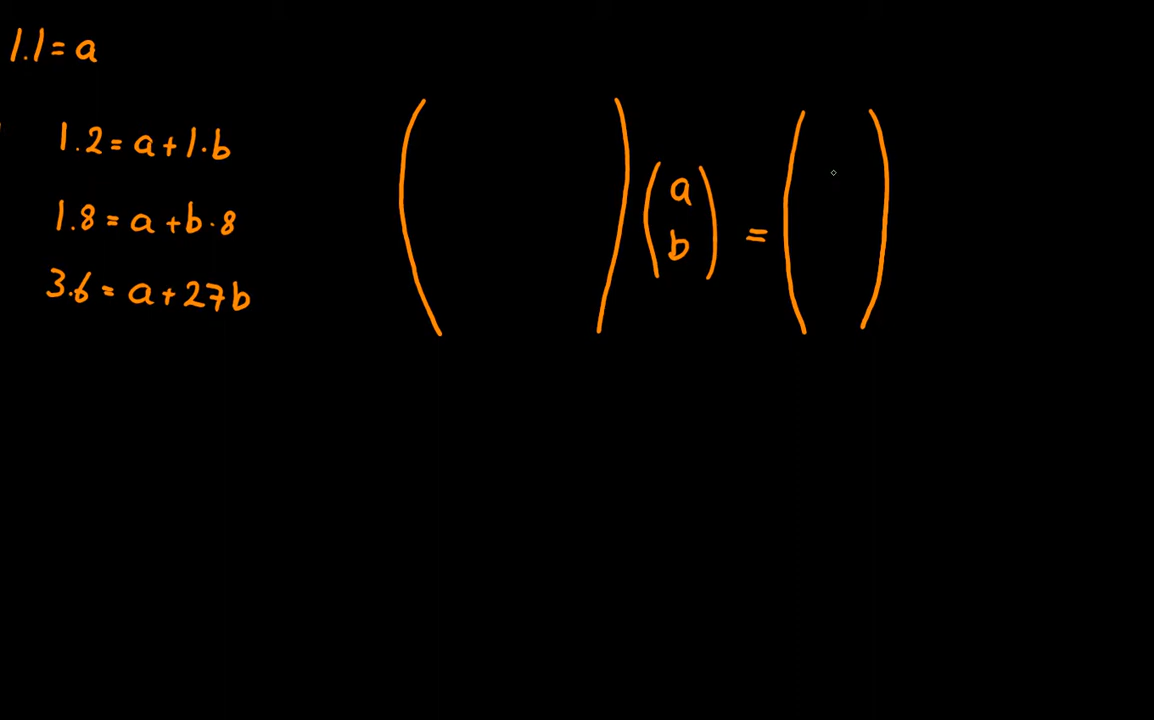 1.1 = a
1.2 = a + 1 · b
1.8 = a + b · 8
3.6 = a + 27b
( ) (a b) = ( )